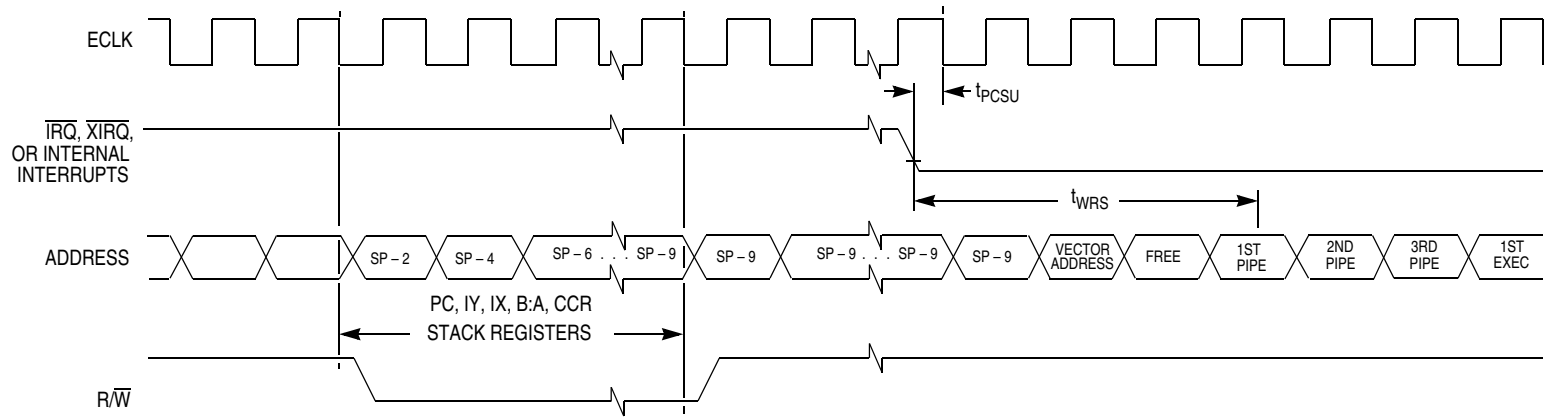 ECLK
t_PCSU
IRQ, XIRQ,
OR INTERNAL
INTERRUPTS
t_WRS
ADDRESS
SP – 2
SP – 4
SP – 6 . . . SP – 9
SP – 9
SP – 9 . . . SP – 9
SP – 9
VECTOR
ADDRESS
FREE
1ST
PIPE
2ND
PIPE
3RD
PIPE
1ST
EXEC
PC, IY, IX, B:A, CCR
STACK REGISTERS
R/W